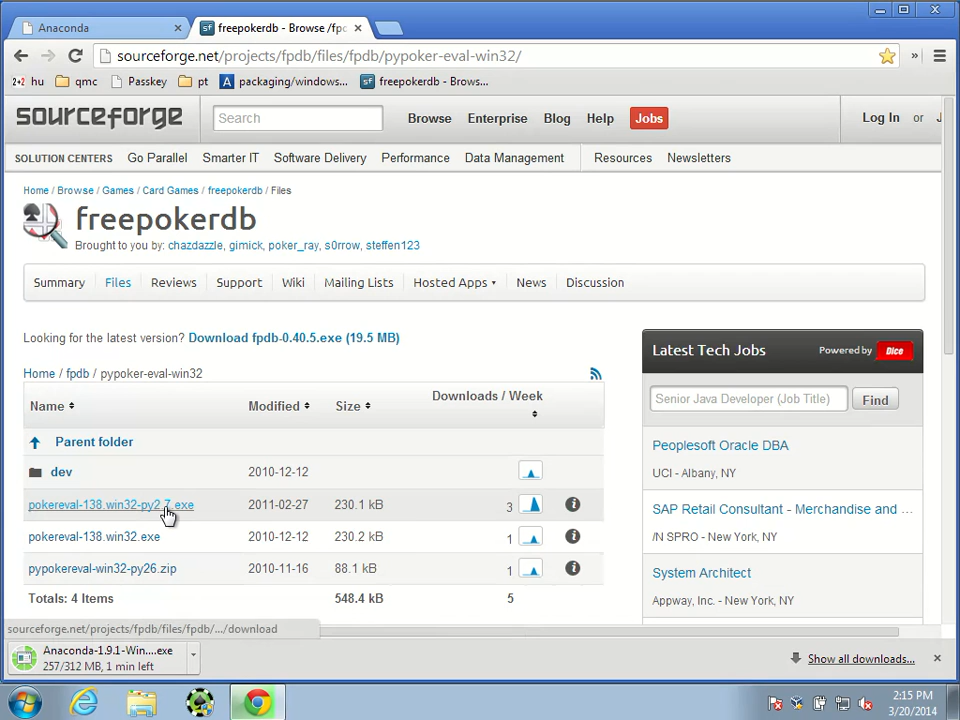 Anaconda
freepokerdb - Browse /fpc
sourceforge.net/projects/fpdb/files/fpdb/pypoker-eval-win32/
2+2 hu qmc Passkey pt packaging/windows... freepokerdb - Brows...
sourceforge Search Browse Enterprise Blog Help Jobs Log In or
SOLUTION CENTERS Go Parallel Smarter IT Software Delivery Performance Data Management Resources Newsletters
Home / Browse / Games / Card Games / freepokerdb / Files
freepokerdb
Brought to you by: chazdazzle, gimick, poker_ray, s0rrow, steffen123
Summary Files Reviews Support Wiki Mailing Lists Hosted Apps News Discussion
Looking for the latest version? Download fpdb-0.40.5.exe (19.5 MB)
Home / fpdb / pypoker-eval-win32
Name Modified Size Downloads / Week
Parent folder
dev 2010-12-12
pokereval-138.win32-py2.7.exe 2011-02-27 230.1 kB 3
pokereval-138.win32.exe 2010-12-12 230.2 kB 1
pypokereval-win32-py26.zip 2010-11-16 88.1 kB 1
Totals: 4 Items 548.4 kB 5
Latest Tech Jobs Powered by Dice
Senior Java Developer (Job Title) Find
Peoplesoft Oracle DBA
UCI - Albany, NY
SAP Retail Consultant - Merchandise and ...
/N SPRO - New York, NY
System Architect
Appway, Inc. - New York, NY
sourceforge.net/projects/fpdb/files/fpdb/.../download
Anaconda-1.9.1-Win....exe
257/312 MB, 1 min left
Show all downloads...
2:15 PM
3/20/2014